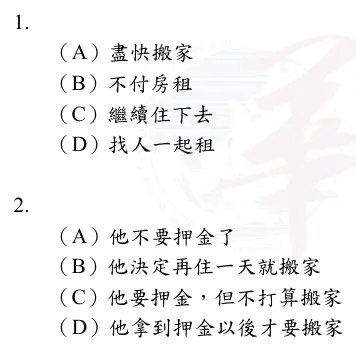 1.
（A）盡快搬家
（B）不付房租
（C）繼續住下去
（D）找人一起租
2.
（A）他不要押金了
（B）他決定再住一天就搬家
（C）他要押金，但不打算搬家
（D）他拿到押金以後才要搬家